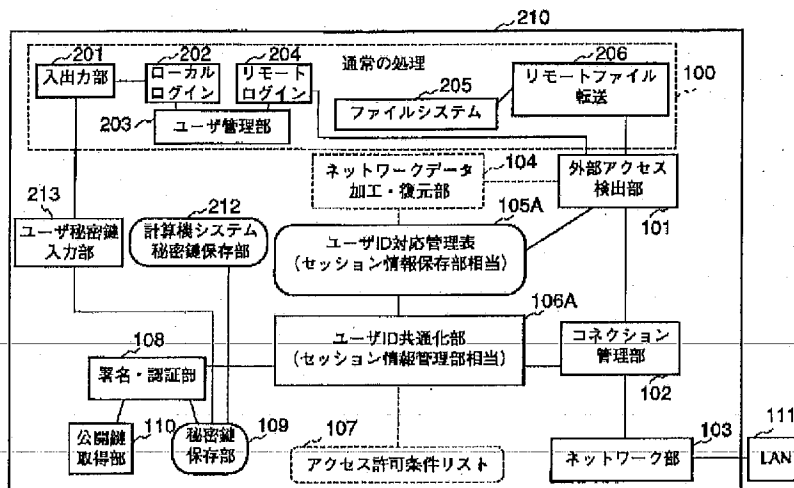 210
201
202
204
通常の処理
206
入出力部
ローカル
ログイン
リモート
ログイン
リモートファイル
転送
100
205
203
ユーザ管理部
ファイルシステム
104
ネットワークデータ
加工・復元部
外部アクセス
検出部
213
212
105A
101
ユーザ秘密鍵
入力部
計算機システム
秘密鍵保存部
ユーザID対応管理表
(セッション情報保存部相当)
106A
108
ユーザID共通化部
(セッション情報管理部相当)
コネクション
管理部
署名・認証部
102
公開鍵
取得部
110
秘密鍵
保存部
109
107
アクセス許可条件リスト
103
ネットワーク部
111
LAN